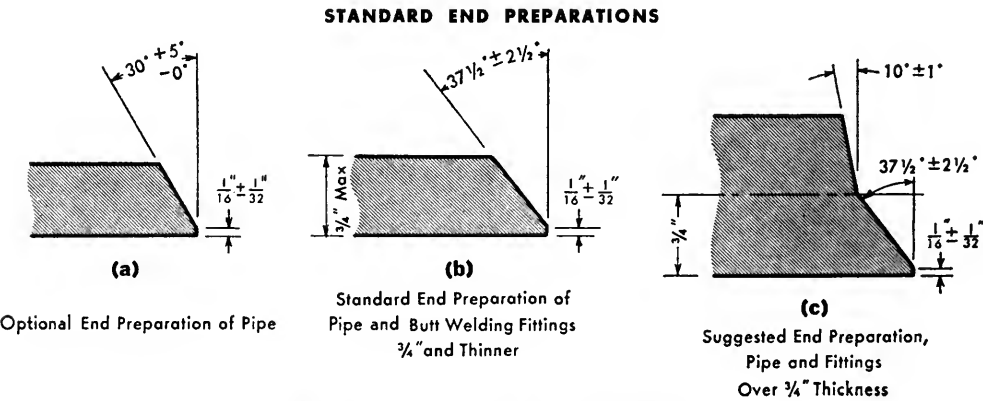 STANDARD END PREPARATIONS
30° +5°
-0°
1/16" ± 1/32"
(a)
Optional End Preparation of Pipe
37½° ± 2½°
¾" Max
1/16" ± 1/32"
(b)
Standard End Preparation of
Pipe and Butt Welding Fittings
¾" and Thinner
10° ± 1°
37½° ± 2½°
¾"
1/16" ± 1/32"
(c)
Suggested End Preparation,
Pipe and Fittings
Over ¾" Thickness